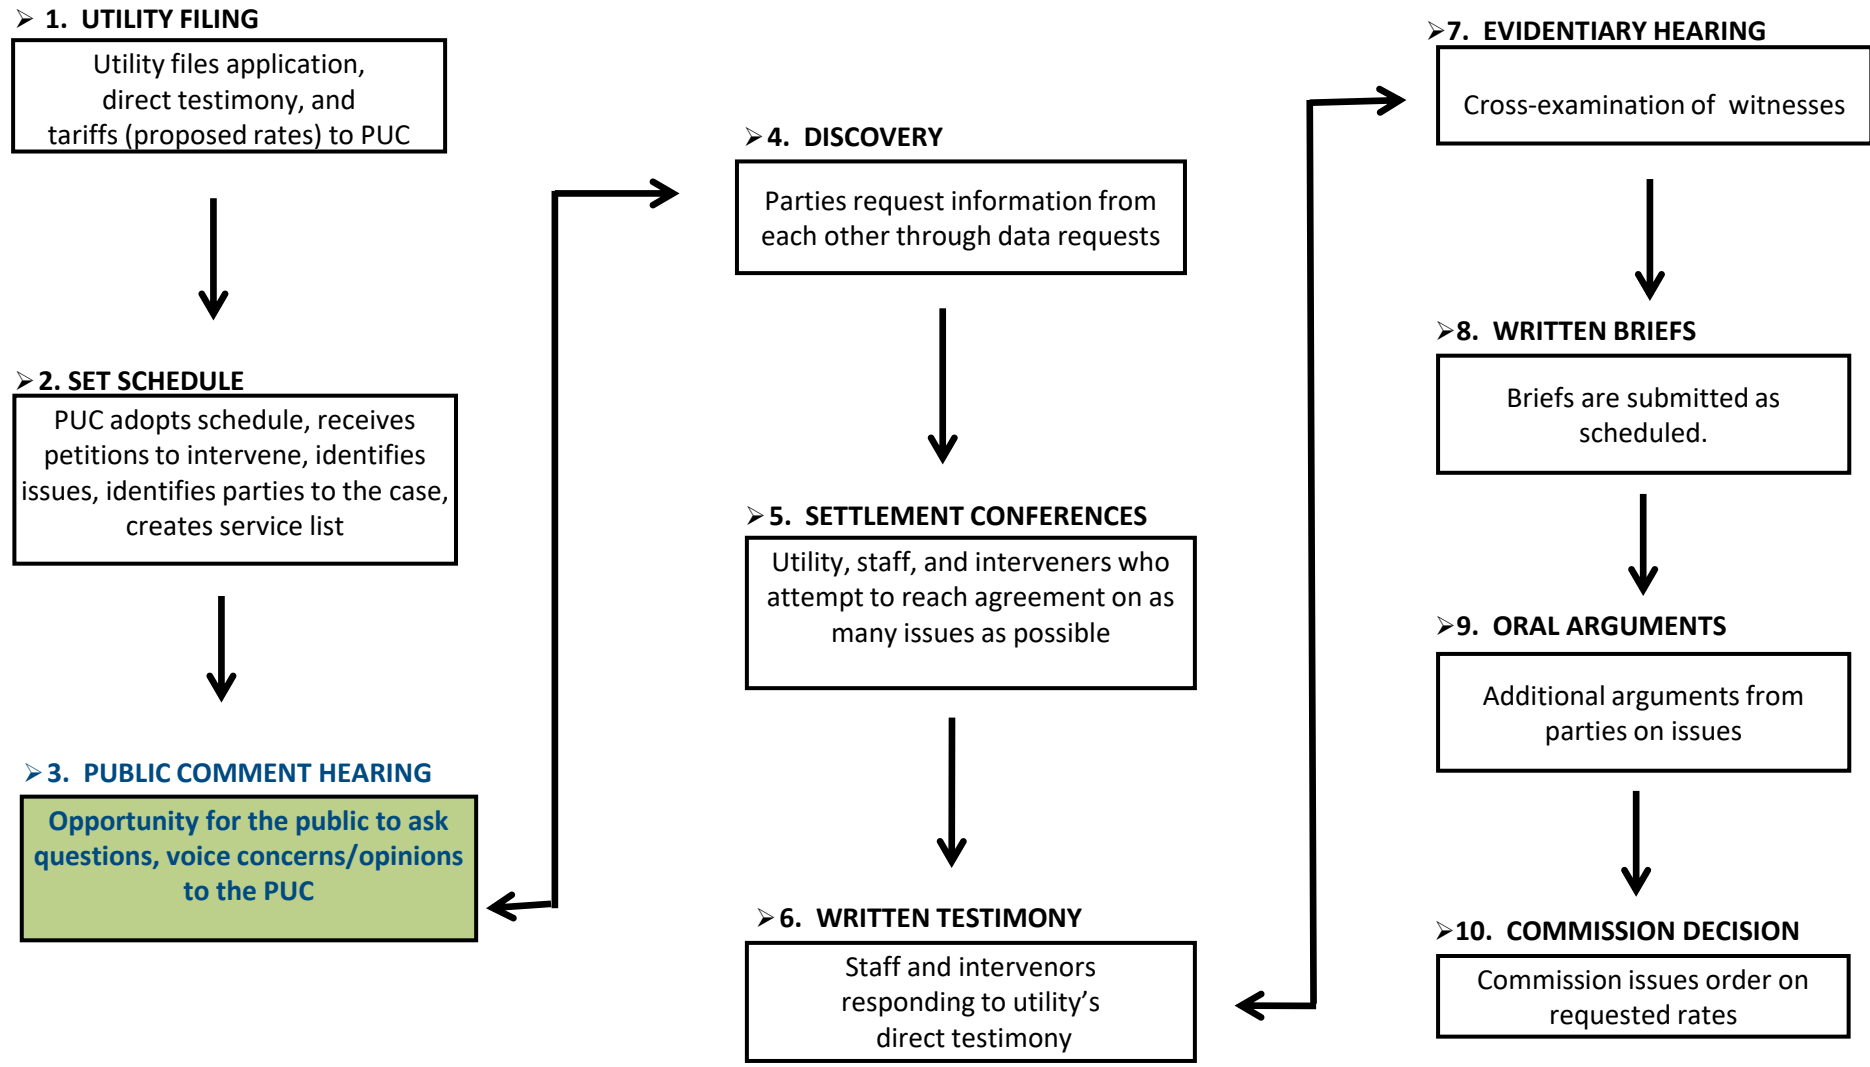 ➢ 1. UTILITY FILING
Utility files application,
direct testimony, and
tariffs (proposed rates) to PUC
➢ 2. SET SCHEDULE
PUC adopts schedule, receives
petitions to intervene, identifies
issues, identifies parties to the case,
creates service list
➢ 3. PUBLIC COMMENT HEARING
Opportunity for the public to ask
questions, voice concerns/opinions
to the PUC
➢ 4. DISCOVERY
Parties request information from
each other through data requests
➢ 5. SETTLEMENT CONFERENCES
Utility, staff, and interveners who
attempt to reach agreement on as
many issues as possible
➢ 6. WRITTEN TESTIMONY
Staff and intervenors
responding to utility’s
direct testimony
➢7. EVIDENTIARY HEARING
Cross-examination of witnesses
➢8. WRITTEN BRIEFS
Briefs are submitted as
scheduled.
➢9. ORAL ARGUMENTS
Additional arguments from
parties on issues
➢10. COMMISSION DECISION
Commission issues order on
requested rates